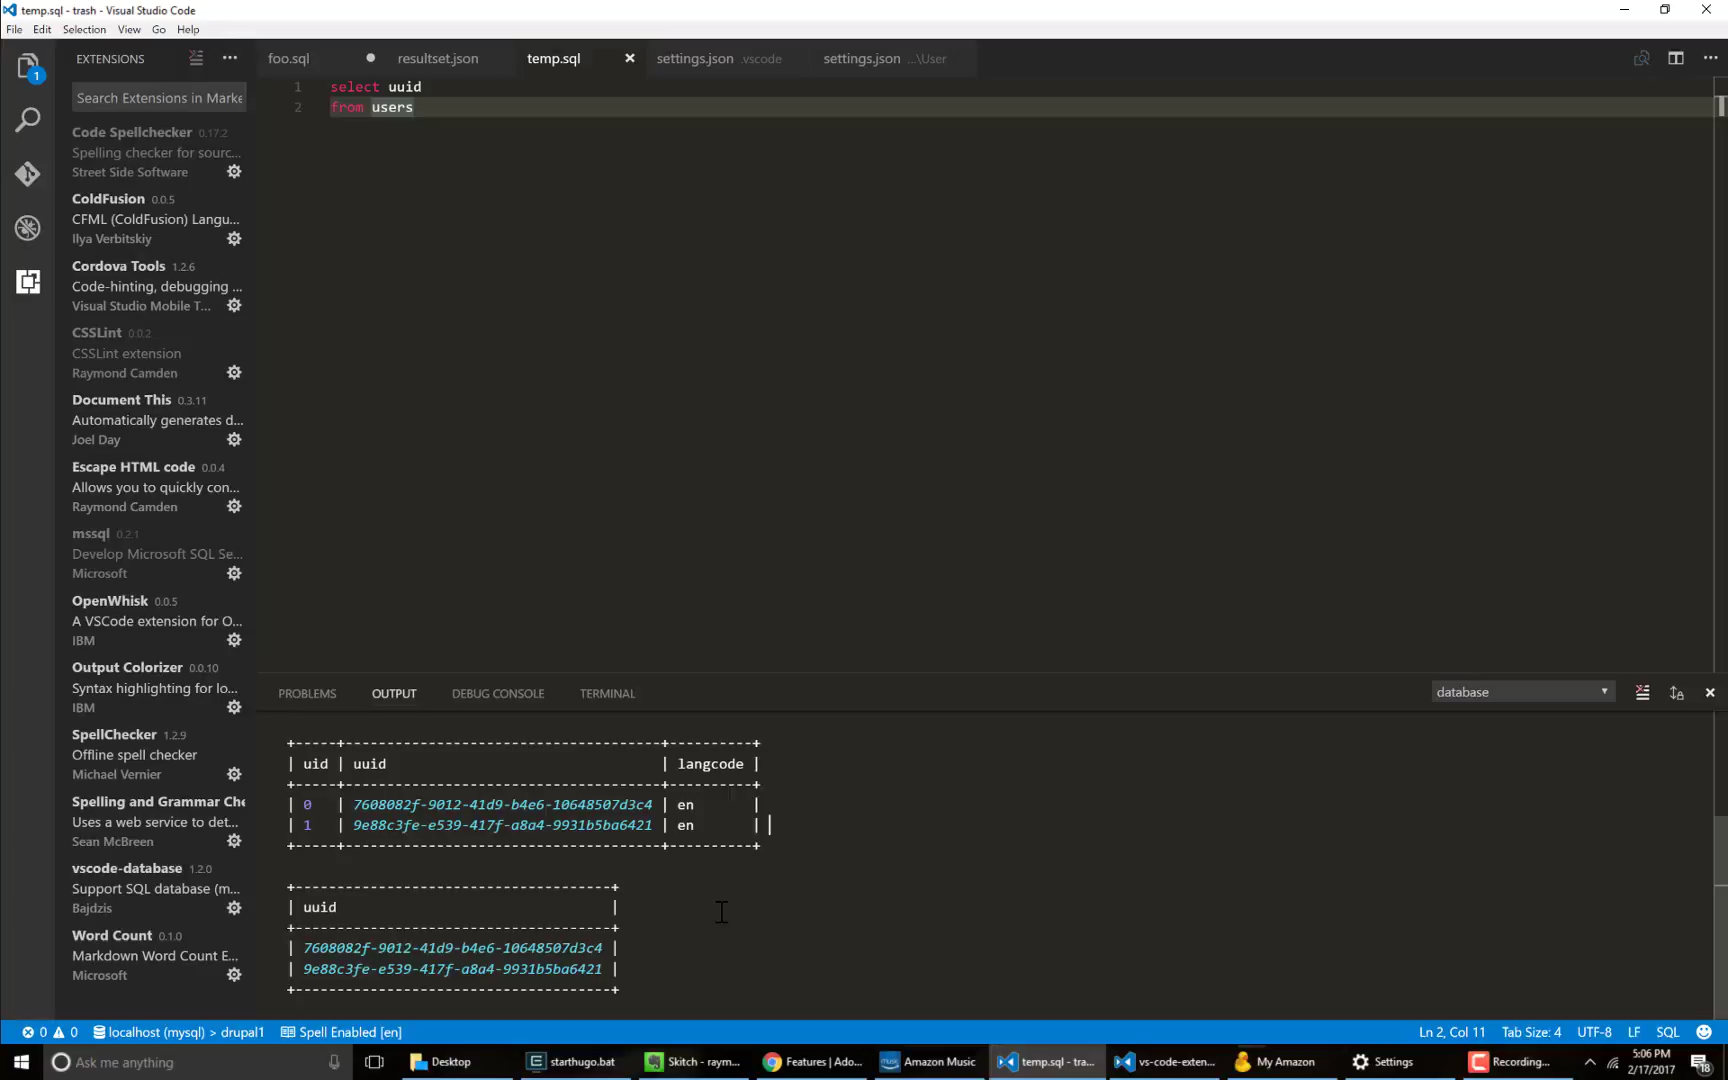 temp.sql - trash - Visual Studio Code
File Edit Selection View Go Help
EXTENSIONS
foo.sql resultset.json temp.sql settings.json .vscode settings.json ...\User
1 select uuid
2 from users
Search Extensions in Marke
Code Spellchecker 0.17.2
Spelling checker for sourc...
Street Side Software
ColdFusion 0.0.5
CFML (ColdFusion) Langu...
Ilya Verbitskiy
Cordova Tools 1.2.6
Code-hinting, debugging ...
Visual Studio Mobile T...
CSSLint 0.0.2
CSSLint extension
Raymond Camden
Document This 0.3.11
Automatically generates d...
Joel Day
Escape HTML code 0.0.4
Allows you to quickly con...
Raymond Camden
mssql 0.2.1
Develop Microsoft SQL Se...
Microsoft
OpenWhisk 0.0.5
A VSCode extension for O...
IBM
Output Colorizer 0.0.10
Syntax highlighting for lo...
IBM
SpellChecker 1.2.9
Offline spell checker
Michael Vernier
Spelling and Grammar Che
Uses a web service to det...
Sean McBreen
vscode-database 1.2.0
Support SQL database (m...
Bajdzis
Word Count 0.1.0
Markdown Word Count E...
Microsoft
PROBLEMS OUTPUT DEBUG CONSOLE TERMINAL database
+-----+--------------------------------------+----------+
| uid | uuid | langcode |
+-----+--------------------------------------+----------+
| 0 | 7608082f-9012-41d9-b4e6-10648507d3c4 | en |
| 1 | 9e88c3fe-e539-417f-a8a4-9931b5ba6421 | en |
+-----+--------------------------------------+----------+
+--------------------------------------+
| uuid |
+--------------------------------------+
| 7608082f-9012-41d9-b4e6-10648507d3c4 |
| 9e88c3fe-e539-417f-a8a4-9931b5ba6421 |
+--------------------------------------+
0 0 localhost (mysql) > drupal1 Spell Enabled [en] Ln 2, Col 11 Tab Size: 4 UTF-8 LF SQL
Ask me anything Desktop starthugo.bat Skitch - raym... Features | Ado... Amazon Music temp.sql - tra... vs-code-exten... My Amazon Settings Recording... 5:06 PM
2/17/2017 18
1